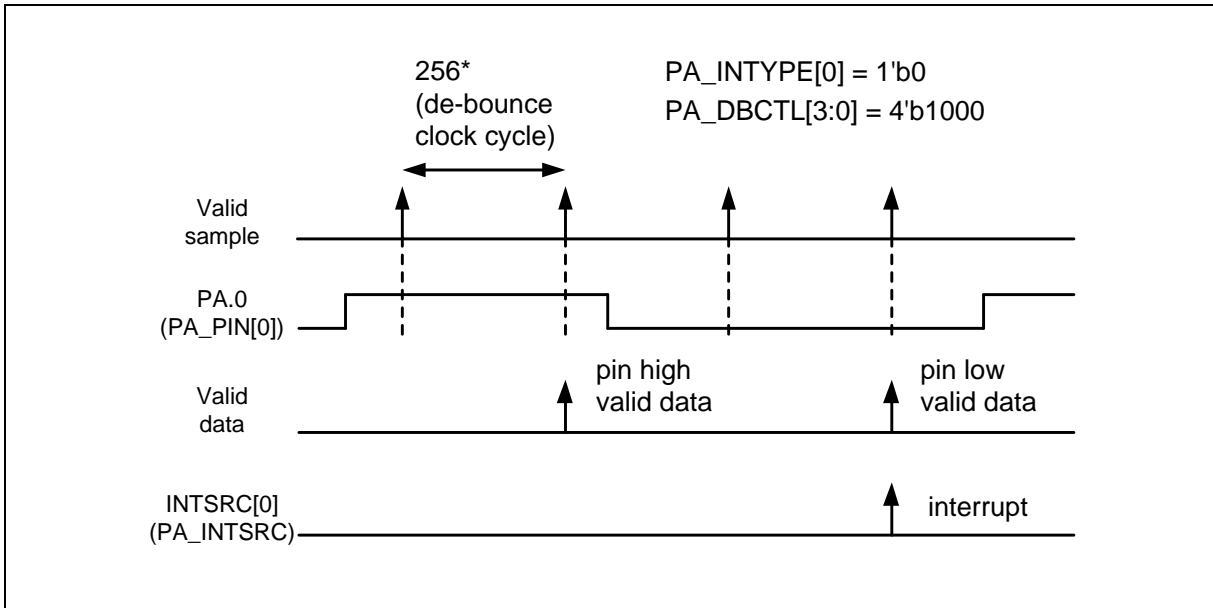 256*
(de-bounce
clock cycle)
PA_INTYPE[0] = 1'b0
PA_DBCTL[3:0] = 4'b1000
Valid
sample
PA.0
(PA_PIN[0])
Valid
data
pin high
valid data
pin low
valid data
INTSRC[0]
(PA_INTSRC)
interrupt